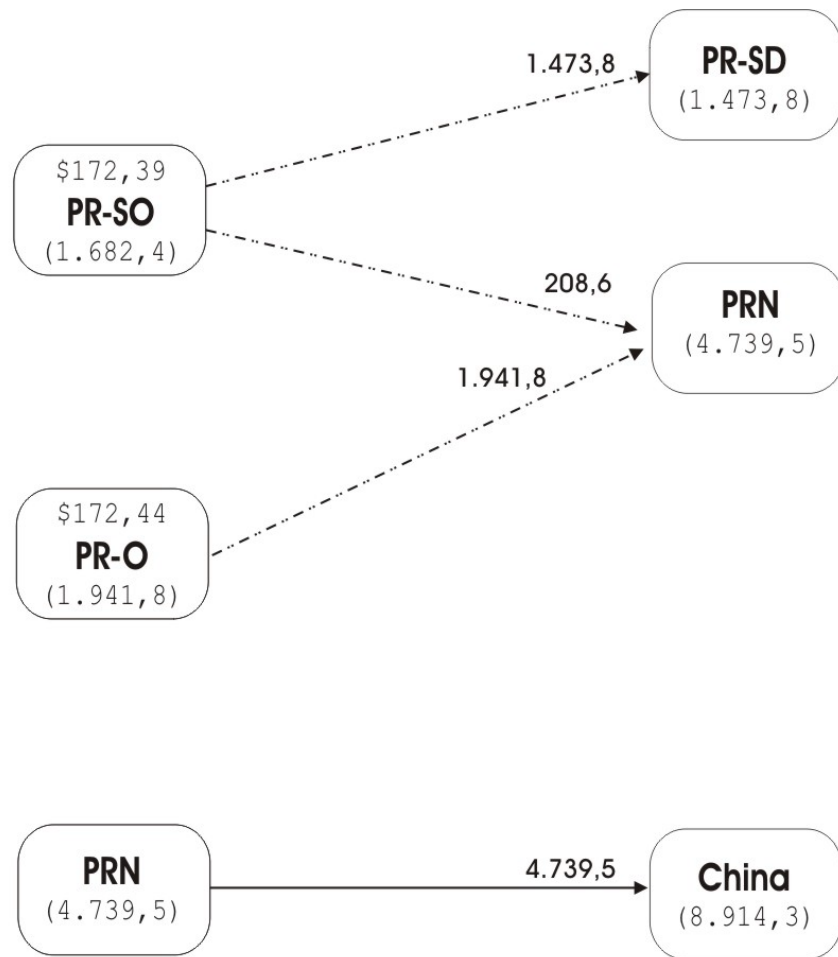 1.473,8
PR-SD
(1.473,8)
$172,39
PR-SO
(1.682,4)
208,6
PRN
(4.739,5)
1.941,8
$172,44
PR-O
(1.941,8)
PRN
(4.739,5)
4.739,5
China
(8.914,3)